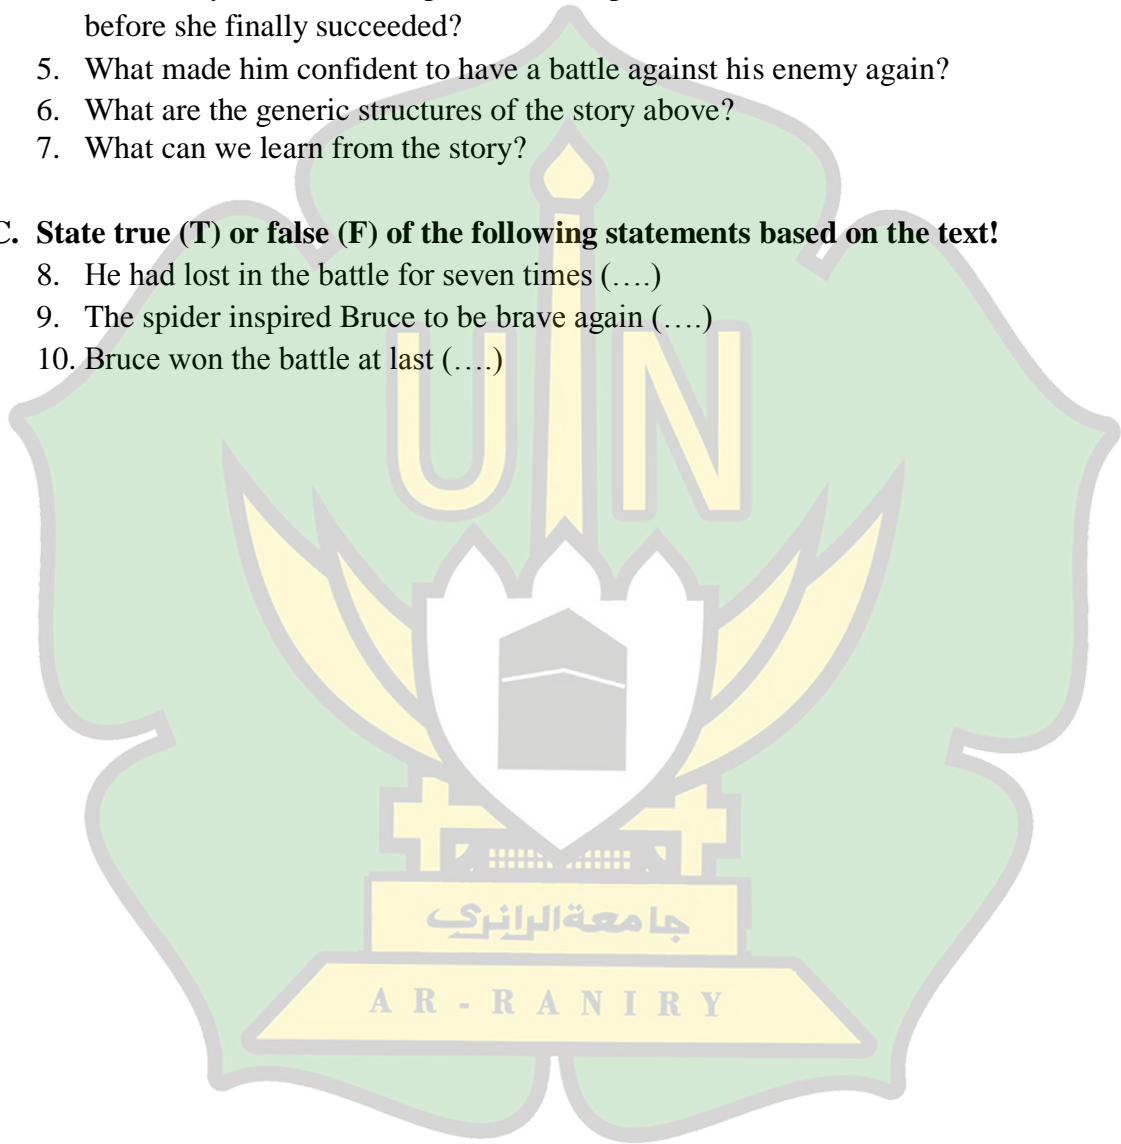 before she finally succeeded?
5. What made him confident to have a battle against his enemy again?
6. What are the generic structures of the story above?
7. What can we learn from the story?
C. State true (T) or false (F) of the following statements based on the text!
8. He had lost in the battle for seven times (….)
9. The spider inspired Bruce to be brave again (….)
10. Bruce won the battle at last (….)
UIN
جامعة الرانري
AR-RANIRY